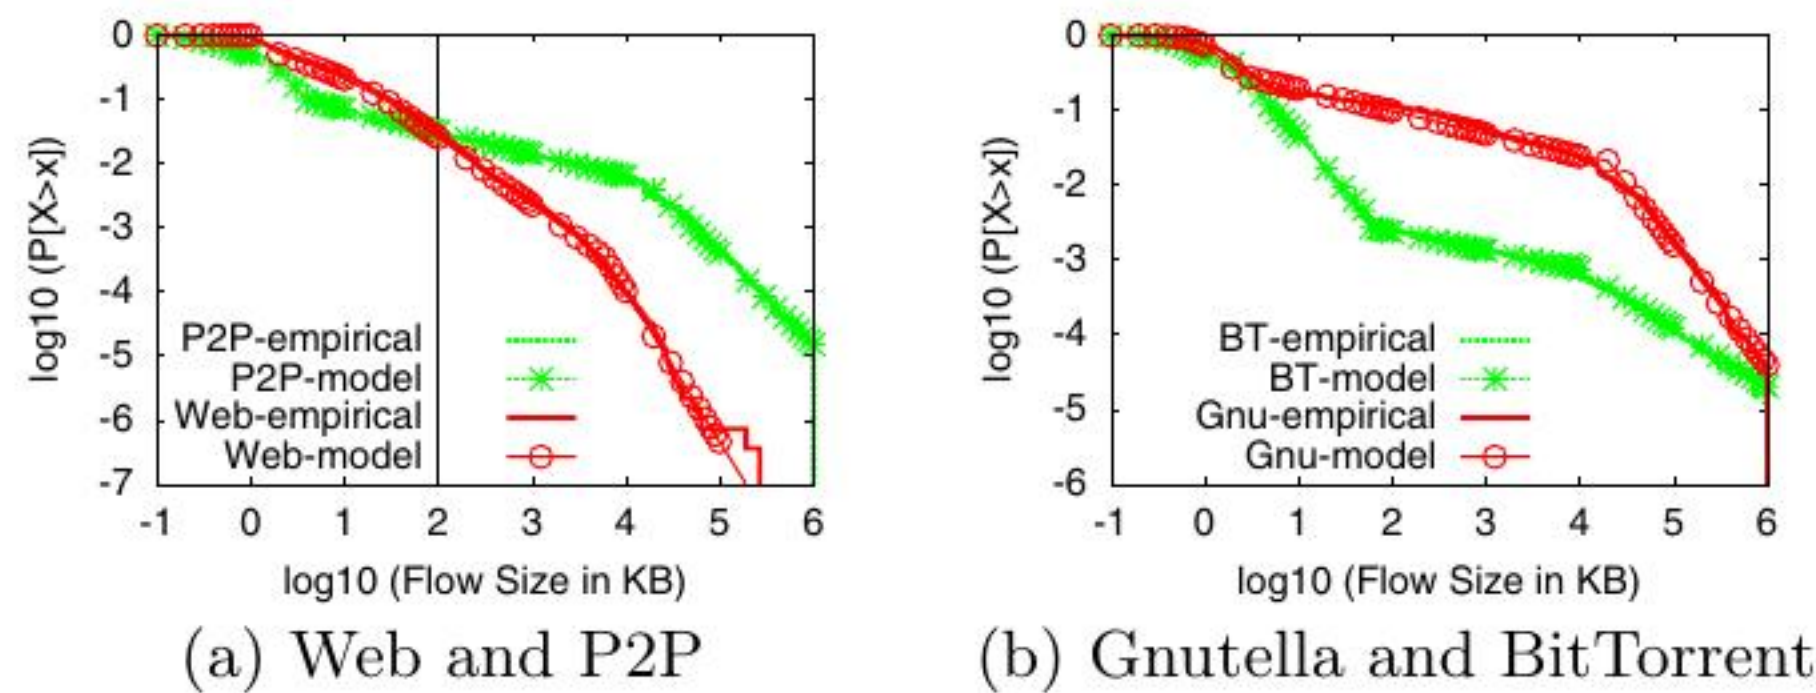 0
-1
-2
-3
-4
-5
-6
-7
log10 (P[X>x])
P2P-empirical
P2P-model
Web-empirical
Web-model
-1 0 1 2 3 4 5 6
log10 (Flow Size in KB)
(a) Web and P2P
0
-1
-2
-3
-4
-5
-6
log10 (P[X>x])
BT-empirical
BT-model
Gnu-empirical
Gnu-model
-1 0 1 2 3 4 5 6
log10 (Flow Size in KB)
(b) Gnutella and BitTorrent